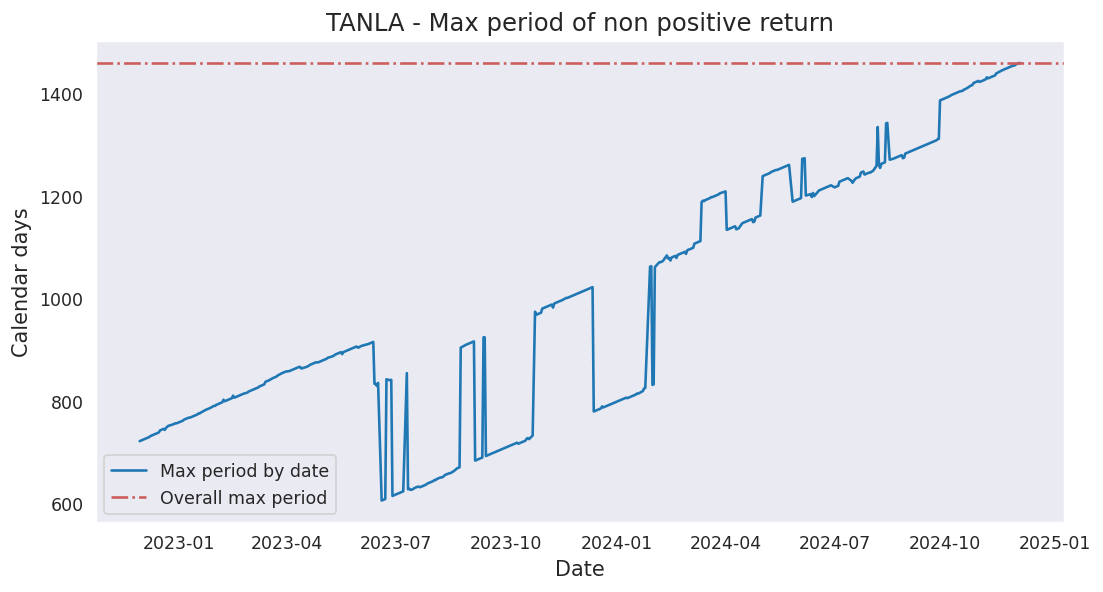 TANLA - Max period of non positive return
Calendar days
1400
1200
1000
800
600
Max period by date
Overall max period
2023-01 2023-04 2023-07 2023-10 2024-01 2024-04 2024-07 2024-10 2025-01
Date